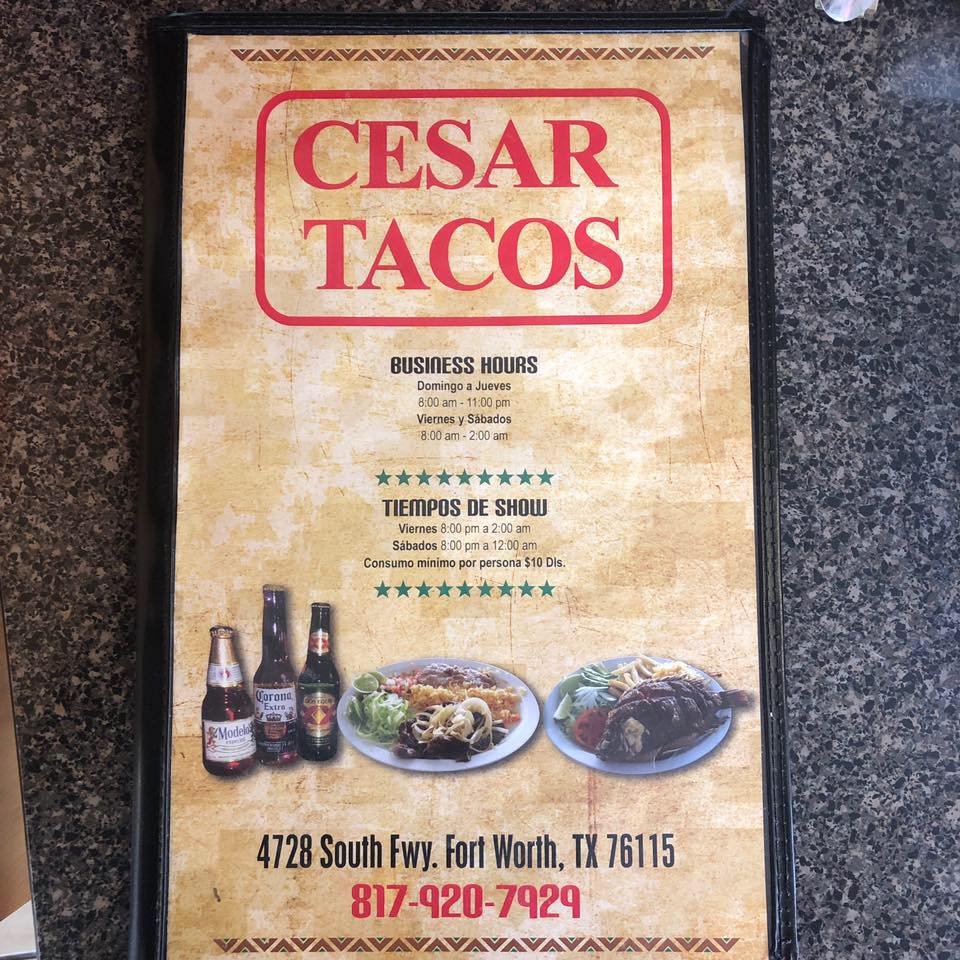 CESAR
TACOS
BUSINESS HOURS
Domingo a Jueves
8:00 am - 11:00 pm
Viernes y Sábados
8:00 am - 2:00 am
TIEMPOS DE SHOW
Viernes 8:00 pm a 2:00 am
Sábados 8:00 pm a 12:00 am
Consumo mínimo por persona $10 Dls.
Modelo
especial
Corona
Extra
4728 South Fwy. Fort Worth, TX 76115
817-920-7929